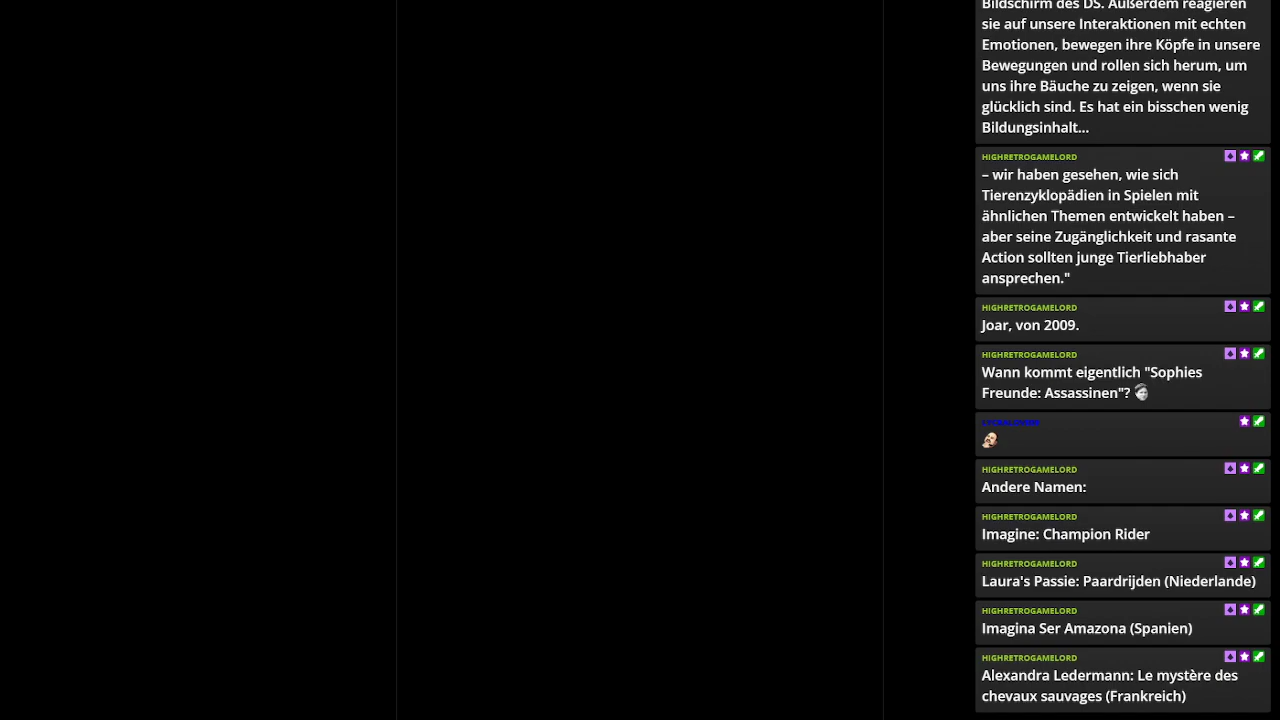 Bildschirm des DS. Außerdem reagieren
sie auf unsere Interaktionen mit echten
Emotionen, bewegen ihre Köpfe in unsere
Bewegungen und rollen sich herum, um
uns ihre Bäuche zu zeigen, wenn sie
glücklich sind. Es hat ein bisschen wenig
Bildungsinhalt...
HIGHRETROGAMELORD
– wir haben gesehen, wie sich
Tierenzyklopädien in Spielen mit
ähnlichen Themen entwickelt haben –
aber seine Zugänglichkeit und rasante
Action sollten junge Tierliebhaber
ansprechen."
HIGHRETROGAMELORD
Joar, von 2009.
HIGHRETROGAMELORD
Wann kommt eigentlich "Sophies
Freunde: Assassinen"?
HIGHRETROGAMELORD
Andere Namen:
HIGHRETROGAMELORD
Imagine: Champion Rider
HIGHRETROGAMELORD
Laura's Passie: Paardrijden (Niederlande)
HIGHRETROGAMELORD
Imagina Ser Amazona (Spanien)
HIGHRETROGAMELORD
Alexandra Ledermann: Le mystère des
chevaux sauvages (Frankreich)